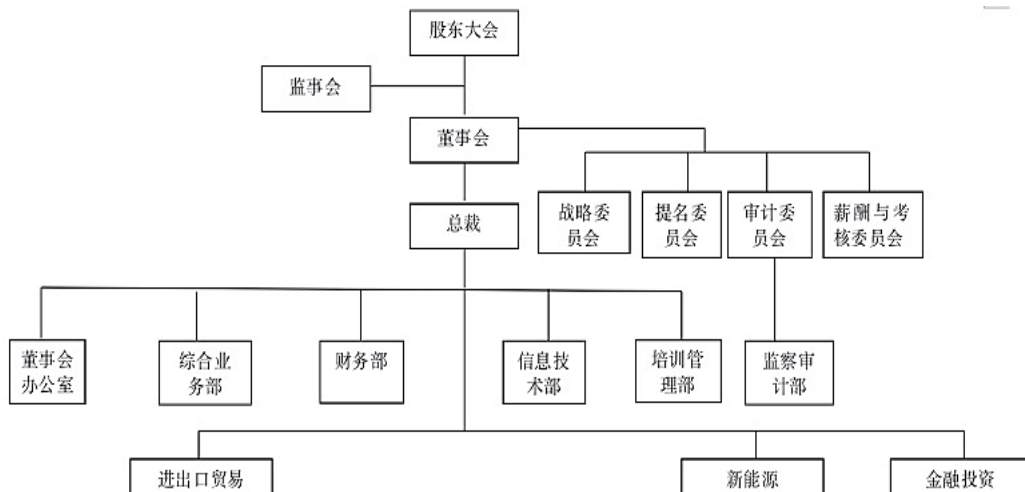 股东大会
监事会
董事会
总裁
战略委
员会
提名委
员会
审计委
员会
薪酬与考
核委员会
董事会
办公室
综合业
务部
财务部
信息技
术部
培训管
理部
监察审
计部
进出口贸易
新能源
金融投资